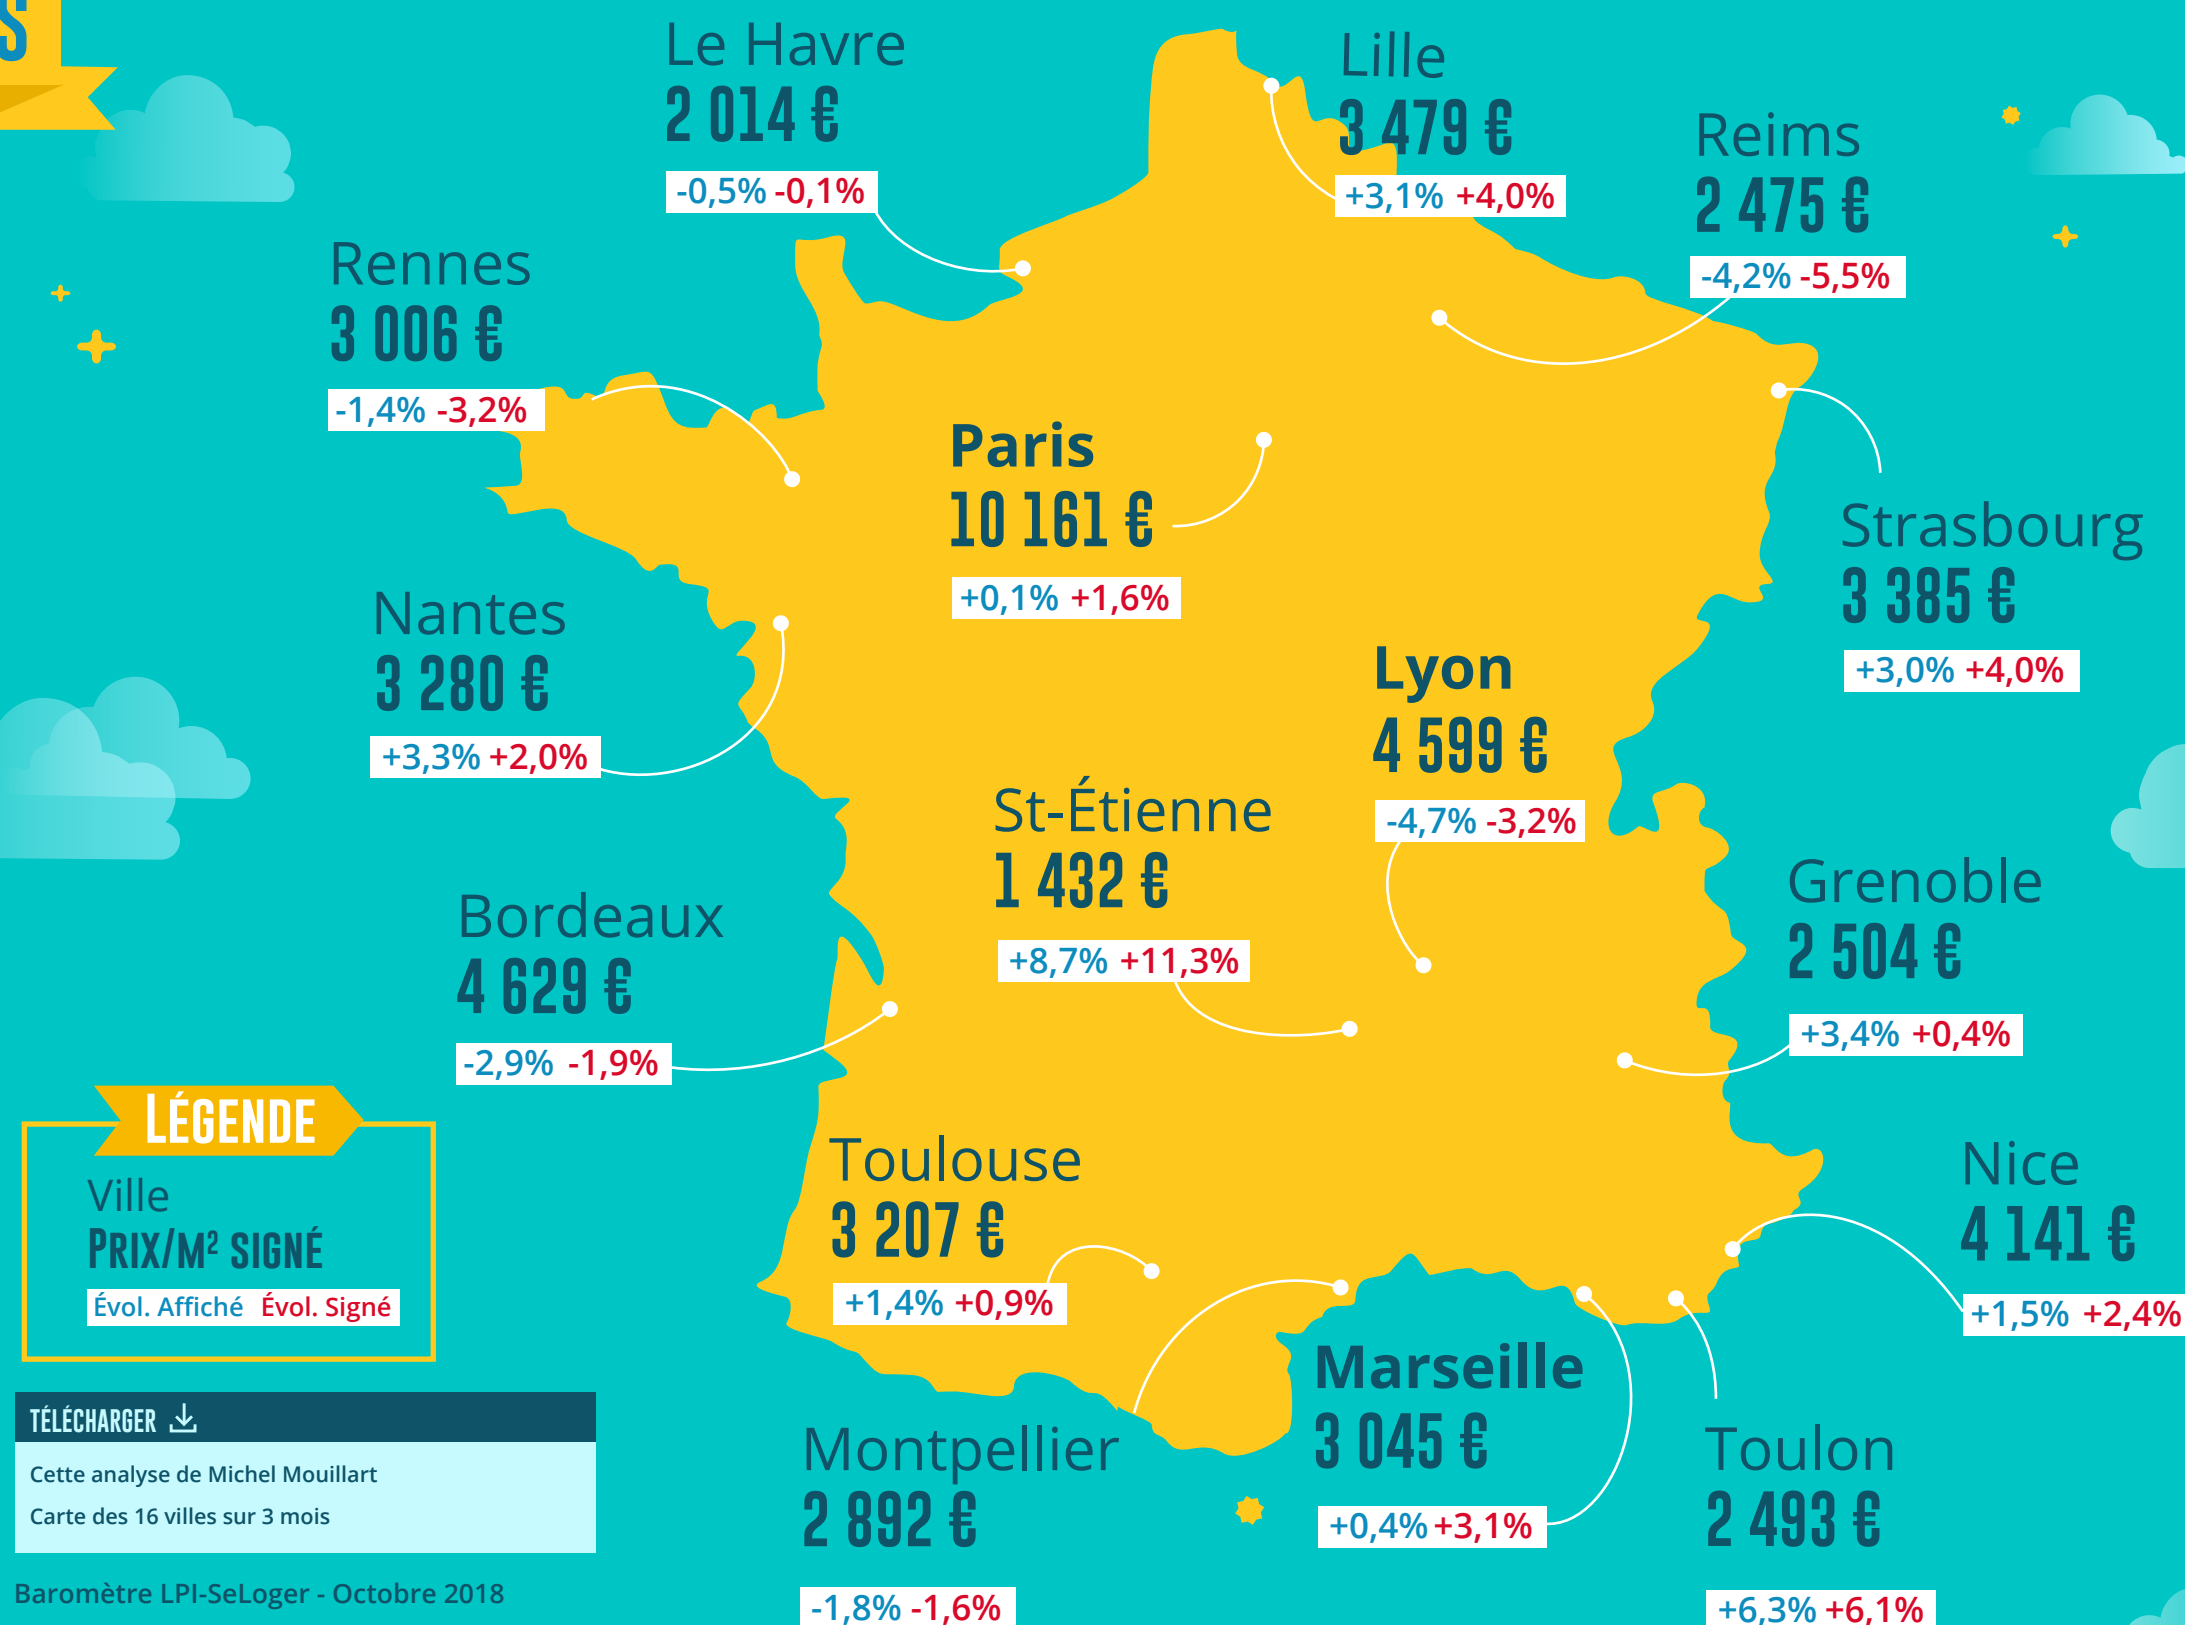 S
Le Havre
2 014 €
-0,5% -0,1%
Lille
3 479 €
+3,1% +4,0%
Reims
2 475 €
-4,2% -5,5%
Rennes
3 006 €
-1,4% -3,2%
Paris
10 161 €
+0,1% +1,6%
Strasbourg
3 385 €
+3,0% +4,0%
Nantes
3 280 €
+3,3% +2,0%
Lyon
4 599 €
-4,7% -3,2%
St-Étienne
1 432 €
+8,7% +11,3%
Grenoble
2 504 €
+3,4% +0,4%
Bordeaux
4 629 €
-2,9% -1,9%
Toulouse
3 207 €
+1,4% +0,9%
Nice
4 141 €
+1,5% +2,4%
Marseille
3 045 €
+0,4% +3,1%
Montpellier
2 892 €
-1,8% -1,6%
Toulon
2 493 €
+6,3% +6,1%
LÉGENDE
Ville
PRIX/M² SIGNÉ
Évol. Affiché Évol. Signé
TÉLÉCHARGER
Cette analyse de Michel Mouillart
Carte des 16 villes sur 3 mois
Baromètre LPI-SeLoger - Octobre 2018